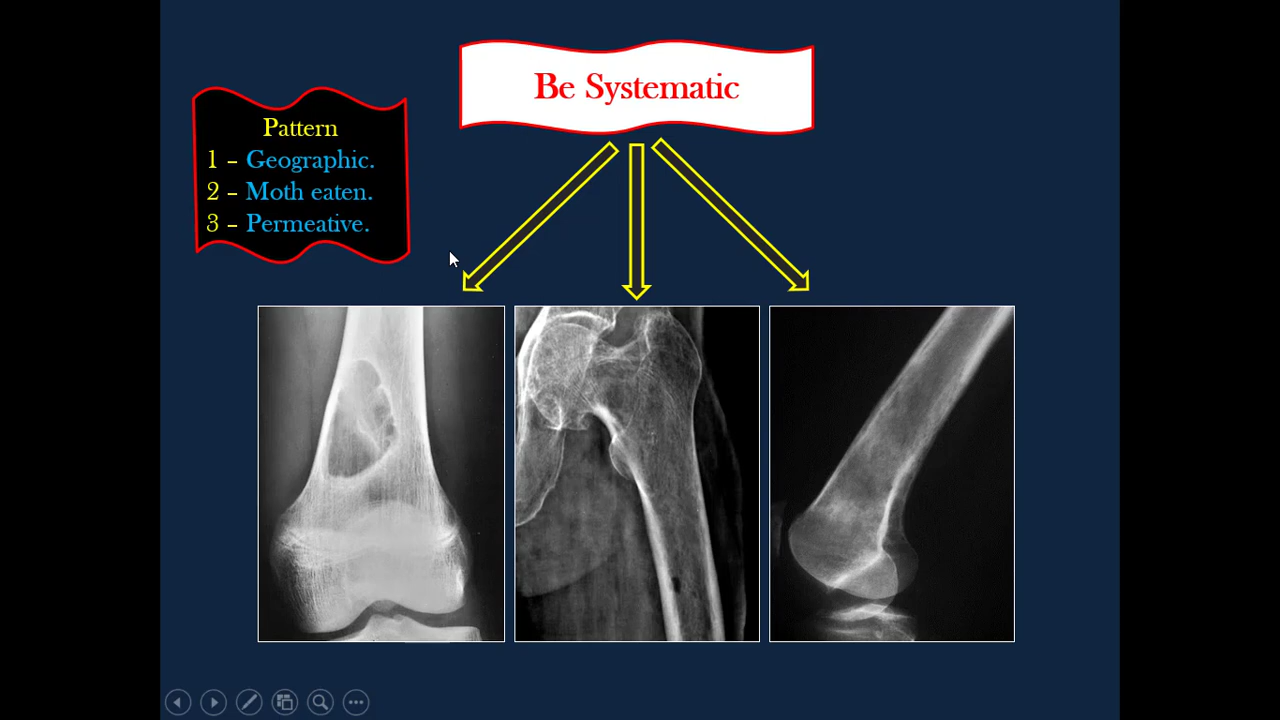 Be Systematic
Pattern
1 – Geographic.
2 – Moth eaten.
3 – Permeative.